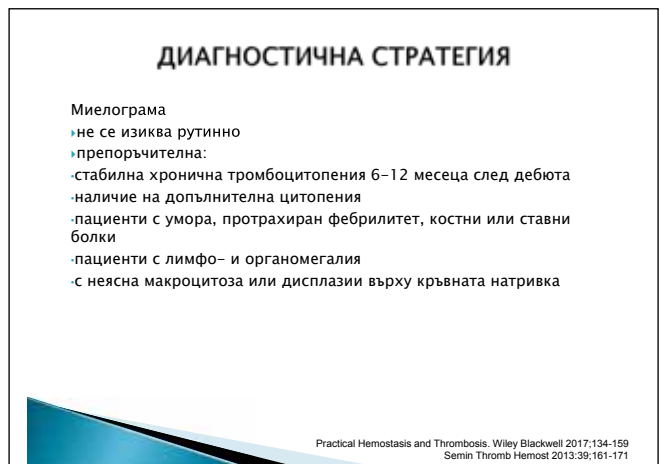 ДИАГНОСТИЧНА СТРАТЕГИЯ
Миелограма
не се изиква рутинно
препоръчителна:
·стабилна хронична тромбоцитопения 6-12 месеца след дебюта
·наличие на допълнителна цитопения
·пациенти с умора, протрахиран фебрилитет, костни или ставни
болки
·пациенти с лимфо- и органомегалия
·с неясна макроцитоза или дисплазии върху кръвната натривка
Practical Hemostasis and Thrombosis. Wiley Blackwell 2017;134-159
Semin Thromb Hemost 2013:39;161-171